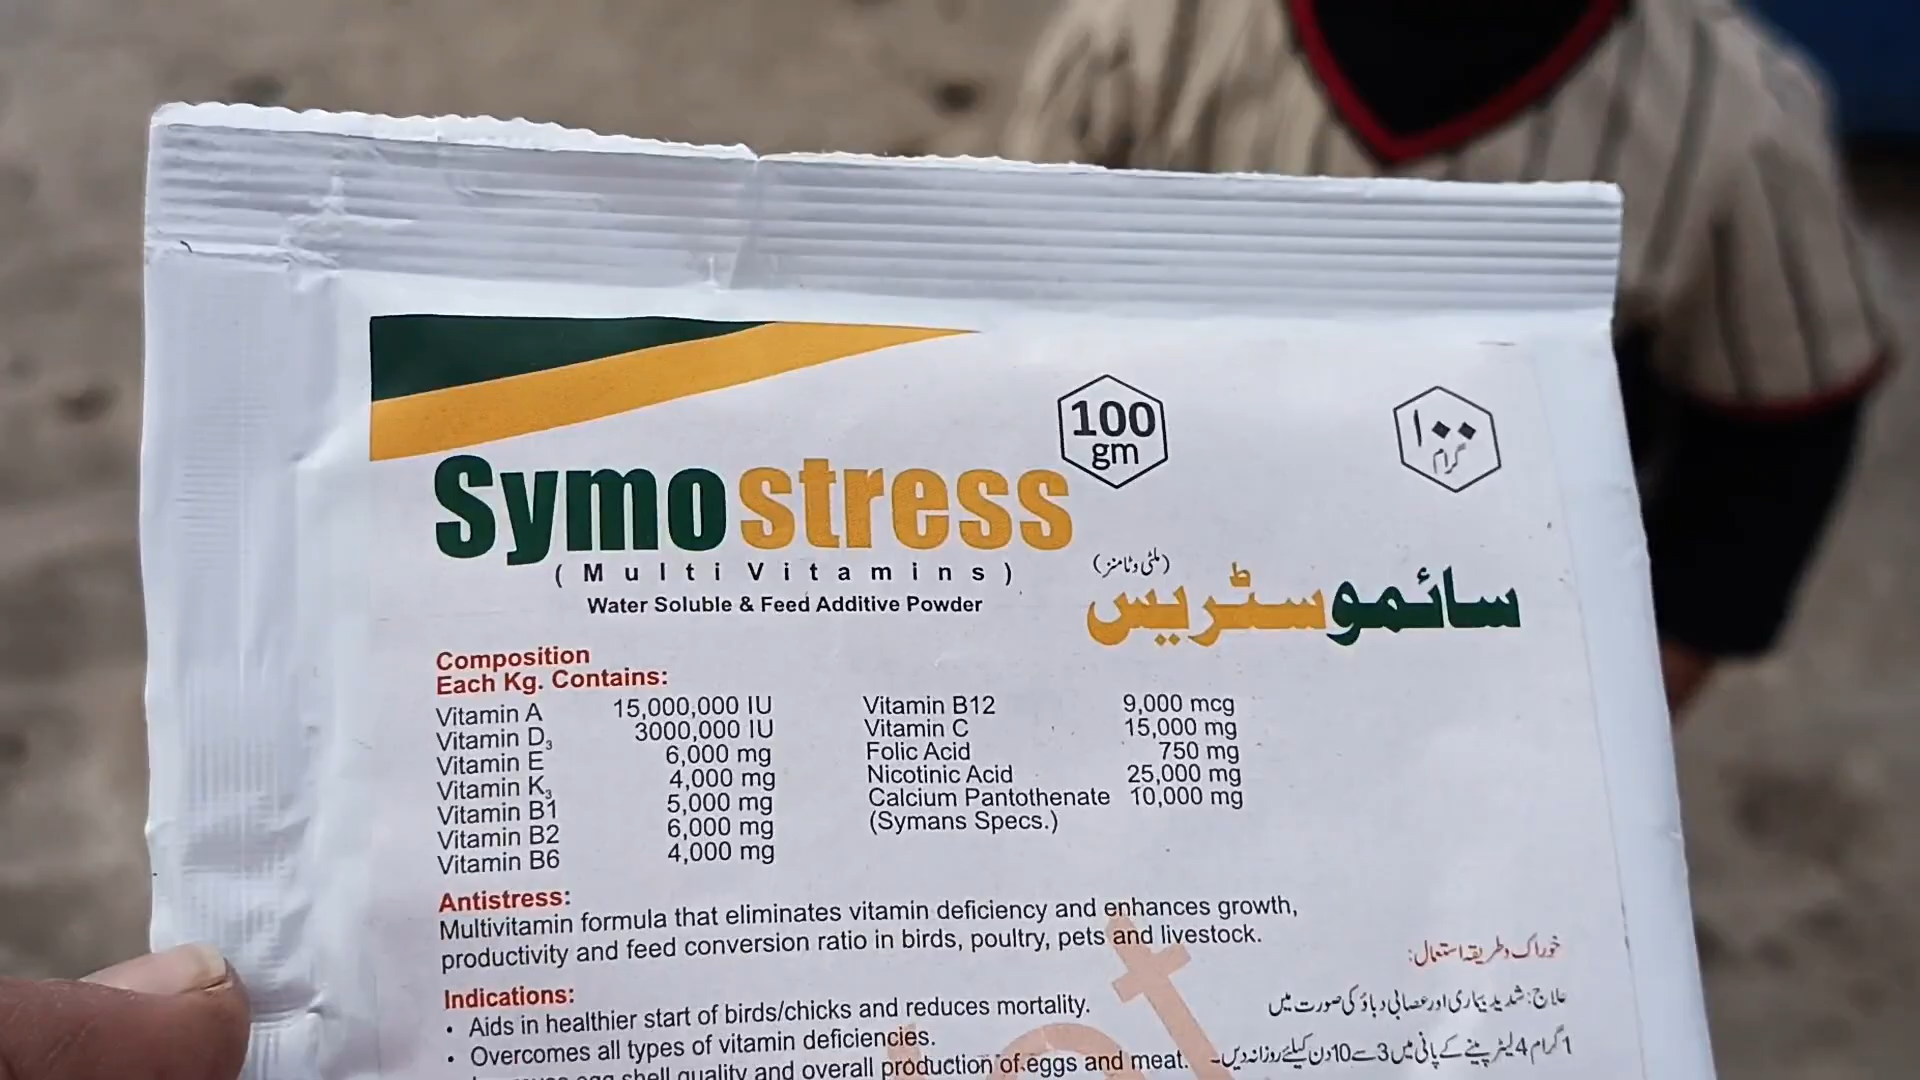 100
gm
۱۰۰
گرام
Symostress
(Multi Vitamins)
Water Soluble & Feed Additive Powder
(ملٹی وٹامنز)
سائموسٹریس
Composition
Each Kg. Contains:
Vitamin A 15,000,000 IU
Vitamin D3 3000,000 IU
Vitamin E 6,000 mg
Vitamin K3 4,000 mg
Vitamin B1 5,000 mg
Vitamin B2 6,000 mg
Vitamin B6 4,000 mg
Vitamin B12 9,000 mcg
Vitamin C 15,000 mg
Folic Acid 750 mg
Nicotinic Acid 25,000 mg
Calcium Pantothenate 10,000 mg
(Symans Specs.)
Antistress:
Multivitamin formula that eliminates vitamin deficiency and enhances growth,
productivity and feed conversion ratio in birds, poultry, pets and livestock.
Indications:
• Aids in healthier start of birds/chicks and reduces mortality.
• Overcomes all types of vitamin deficiencies.
egg shell quality and overall production of eggs and meat.
خوراک و طریقہ استعمال:
علاج: شدید بیماری اور عصابی دباؤ کی صورت میں
1 گرام 4 لیٹر پینے کے پانی میں 3 سے 10 دن کیلئے روزانہ دیں۔